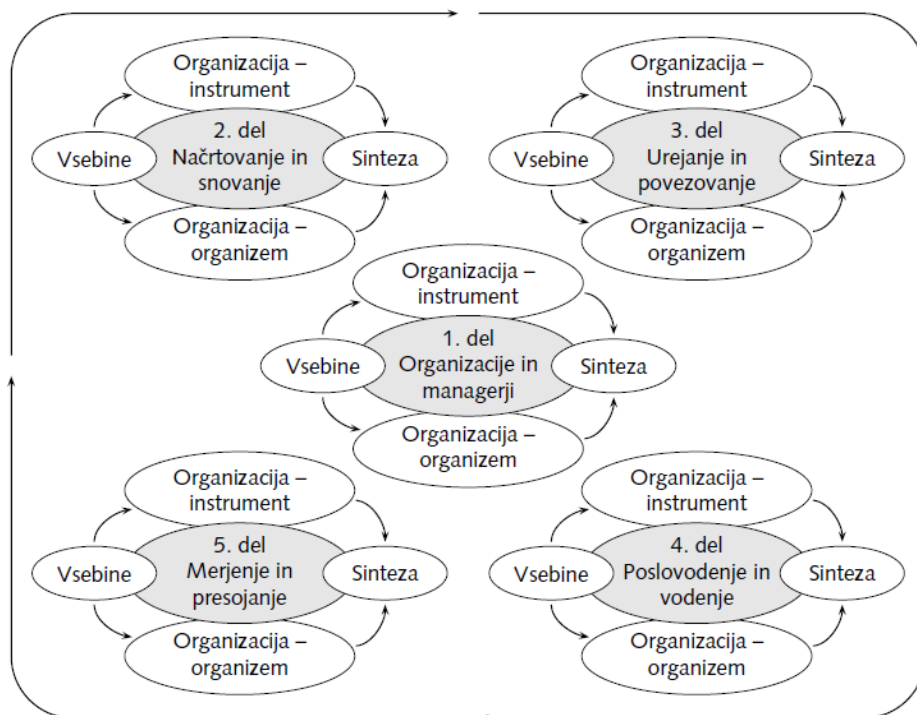 Organizacija –
instrument
Vsebine
2. del
Načrtovanje in
snovanje
Sinteza
Organizacija –
organizem
Organizacija –
instrument
Vsebine
3. del
Urejanje in
povezovanje
Sinteza
Organizacija –
organizem
Organizacija –
instrument
Vsebine
1. del
Organizacije in
managerji
Sinteza
Organizacija –
organizem
Organizacija –
instrument
Vsebine
5. del
Merjenje in
presojanje
Sinteza
Organizacija –
organizem
Organizacija –
instrument
Vsebine
4. del
Poslovodenje in
vodenje
Sinteza
Organizacija –
organizem